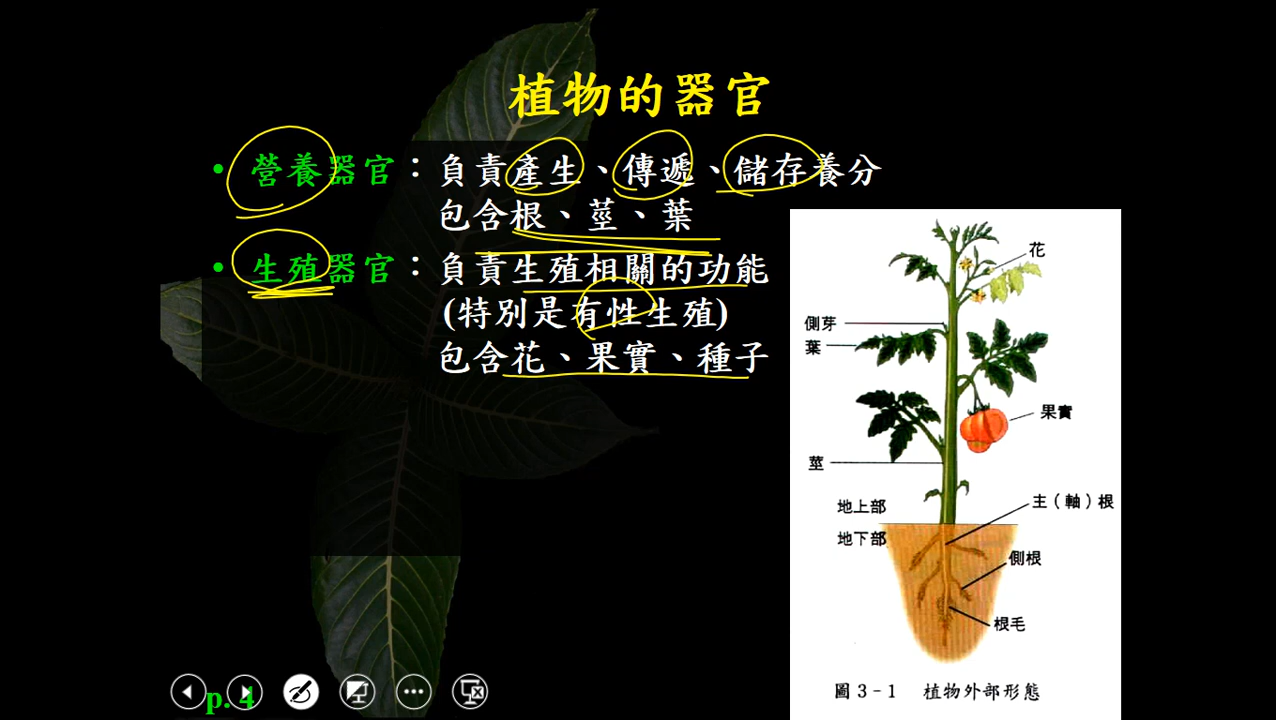 植物的器官
• 營養器官：負責產生、傳遞、儲存養分
包含根、莖、葉
• 生殖器官：負責生殖相關的功能
(特別是有性生殖)
包含花、果實、種子
花
側芽
葉
果實
莖
主(軸)根
地上部
地下部
側根
根毛
圖3-1 植物外部形態
p. 4